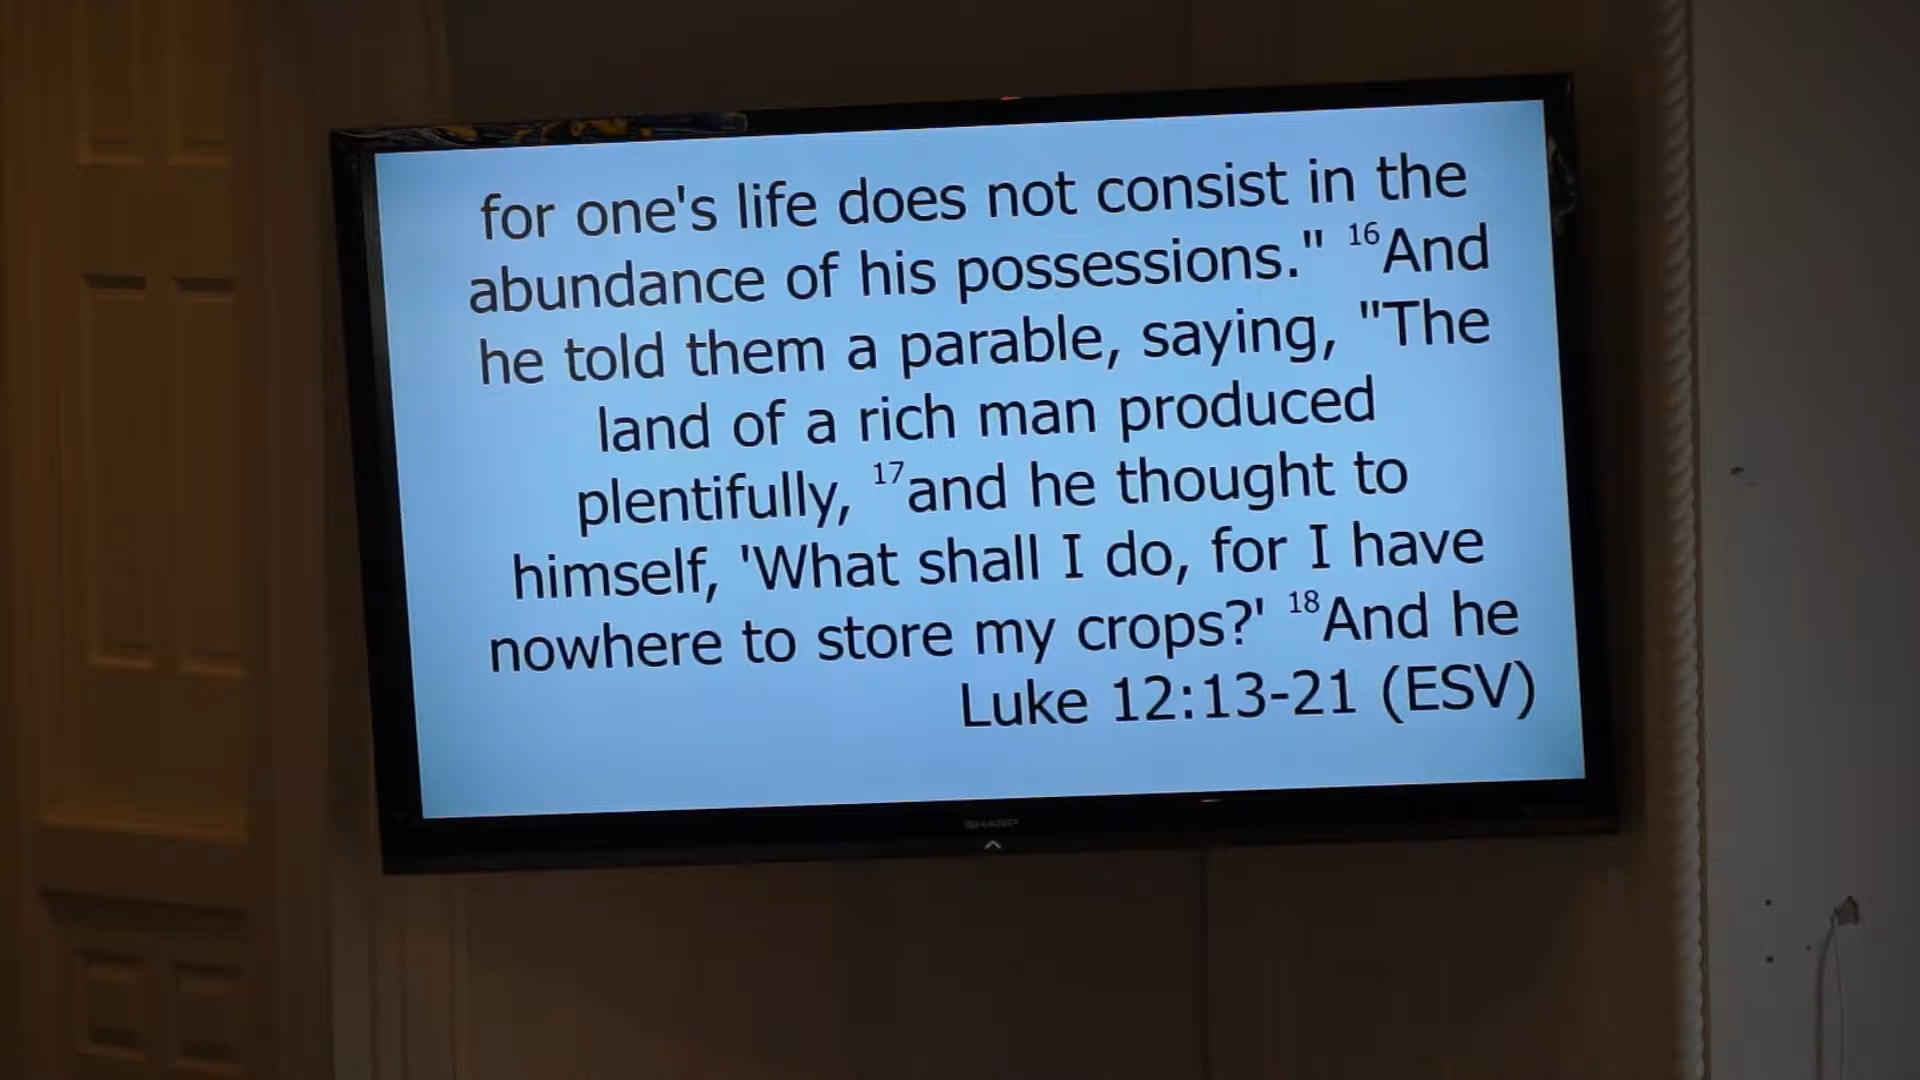 for one's life does not consist in the
abundance of his possessions." ¹⁶And
he told them a parable, saying, "The
land of a rich man produced
plentifully, ¹⁷and he thought to
himself, 'What shall I do, for I have
nowhere to store my crops?' ¹⁸And he
Luke 12:13-21 (ESV)
SHARP